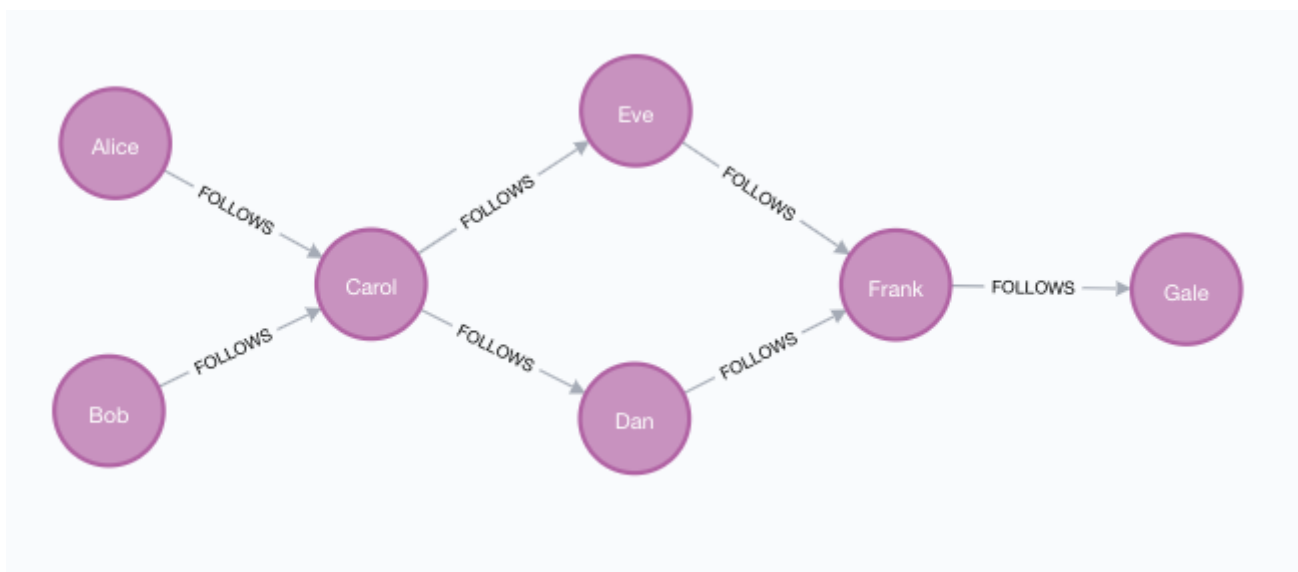 Alice
FOLLOWS
Bob
FOLLOWS
Carol
FOLLOWS
FOLLOWS
Eve
FOLLOWS
Dan
FOLLOWS
Frank
FOLLOWS
Gale